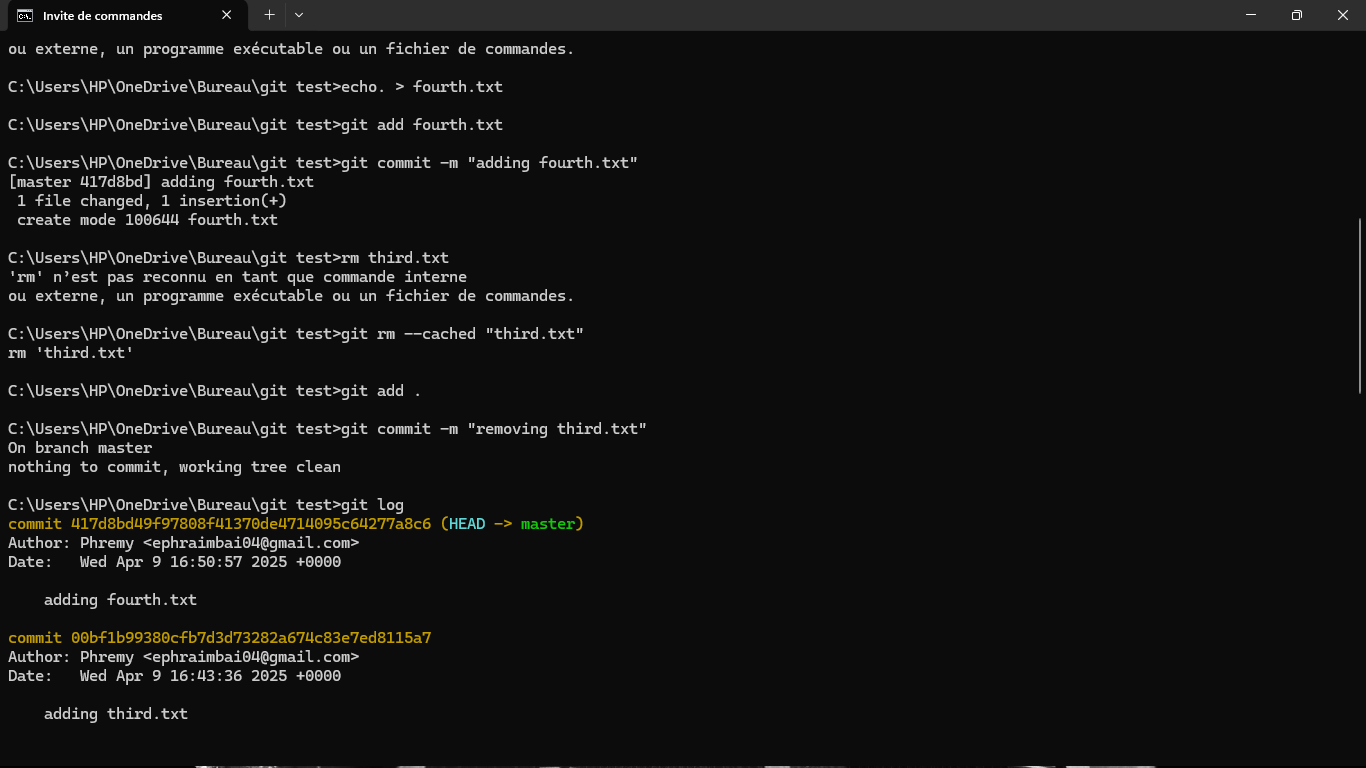 Invite de commandes
ou externe, un programme exécutable ou un fichier de commandes.
C:\Users\HP\OneDrive\Bureau\git test>echo. > fourth.txt
C:\Users\HP\OneDrive\Bureau\git test>git add fourth.txt
C:\Users\HP\OneDrive\Bureau\git test>git commit -m "adding fourth.txt"
[master 417d8bd] adding fourth.txt
 1 file changed, 1 insertion(+)
 create mode 100644 fourth.txt
C:\Users\HP\OneDrive\Bureau\git test>rm third.txt
'rm' n’est pas reconnu en tant que commande interne
ou externe, un programme exécutable ou un fichier de commandes.
C:\Users\HP\OneDrive\Bureau\git test>git rm --cached "third.txt"
rm 'third.txt'
C:\Users\HP\OneDrive\Bureau\git test>git add .
C:\Users\HP\OneDrive\Bureau\git test>git commit -m "removing third.txt"
On branch master
nothing to commit, working tree clean
C:\Users\HP\OneDrive\Bureau\git test>git log
commit 417d8bd49f97808f41370de4714095c64277a8c6 (HEAD -> master)
Author: Phremy <ephraimbai04@gmail.com>
Date:   Wed Apr 9 16:50:57 2025 +0000
    adding fourth.txt
commit 00bf1b99380cfb7d3d73282a674c83e7ed8115a7
Author: Phremy <ephraimbai04@gmail.com>
Date:   Wed Apr 9 16:43:36 2025 +0000
    adding third.txt